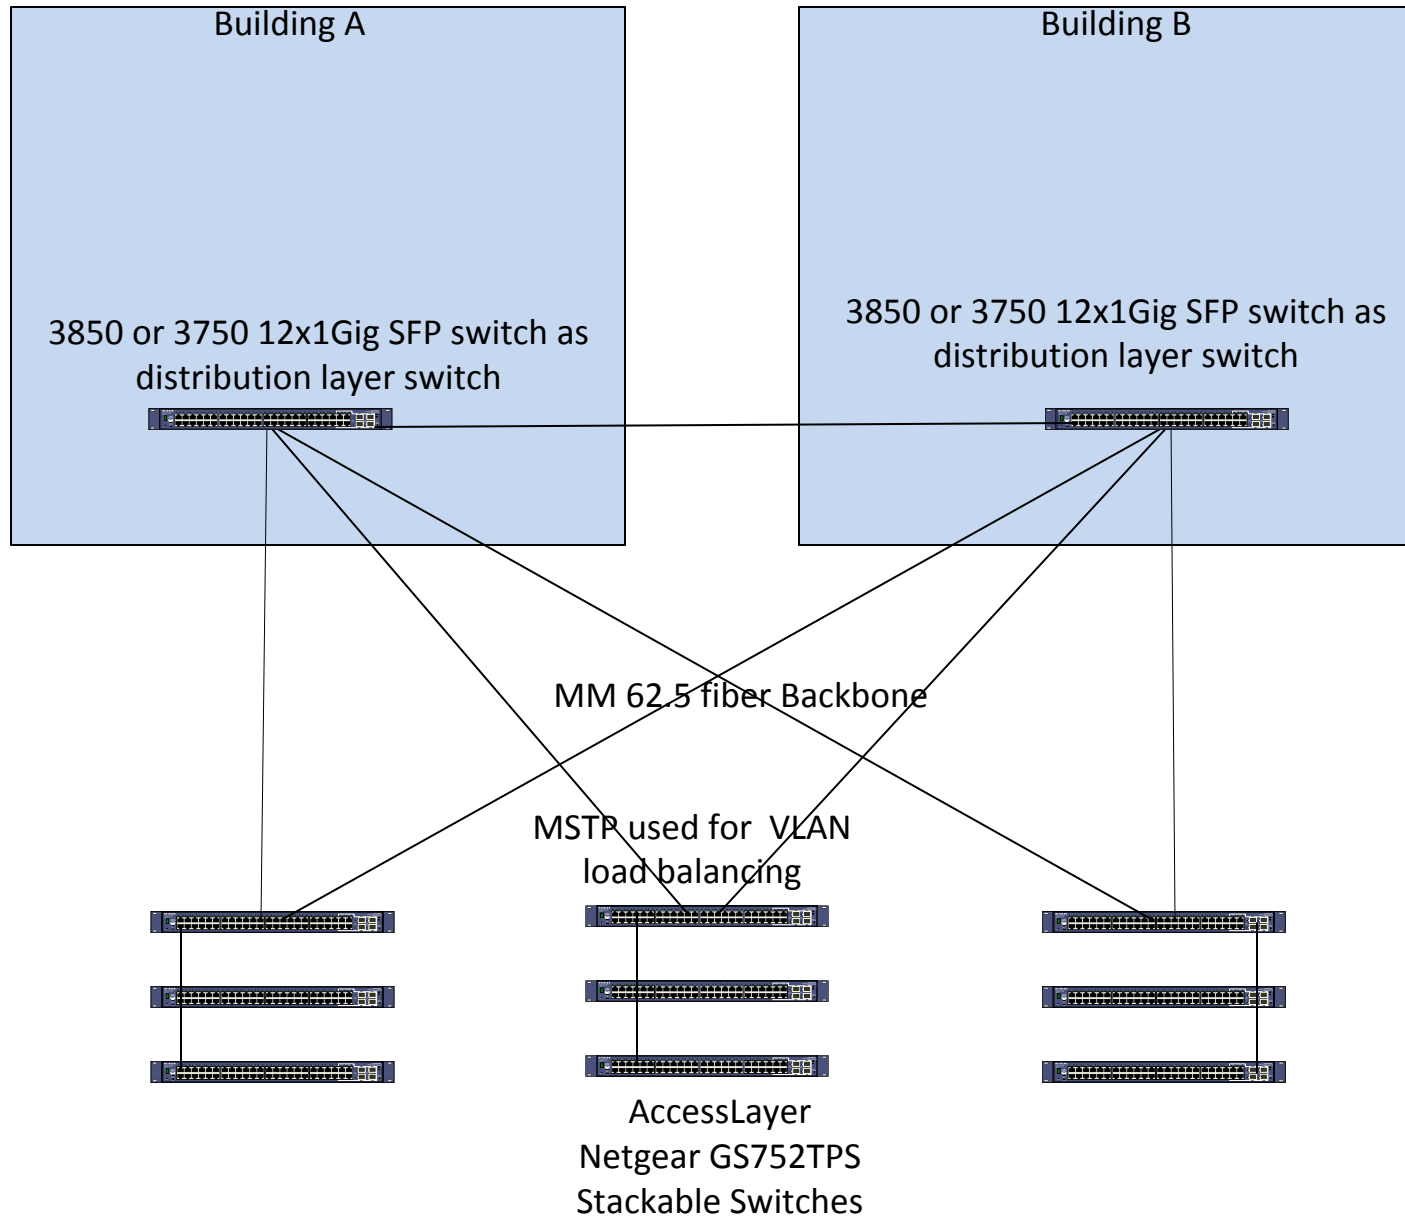 Building A
Building B
3850 or 3750 12x1Gig SFP switch as
distribution layer switch
3850 or 3750 12x1Gig SFP switch as
distribution layer switch
MM 62.5 fiber Backbone
MSTP used for  VLAN
load balancing
AccessLayer
Netgear GS752TPS
Stackable Switches